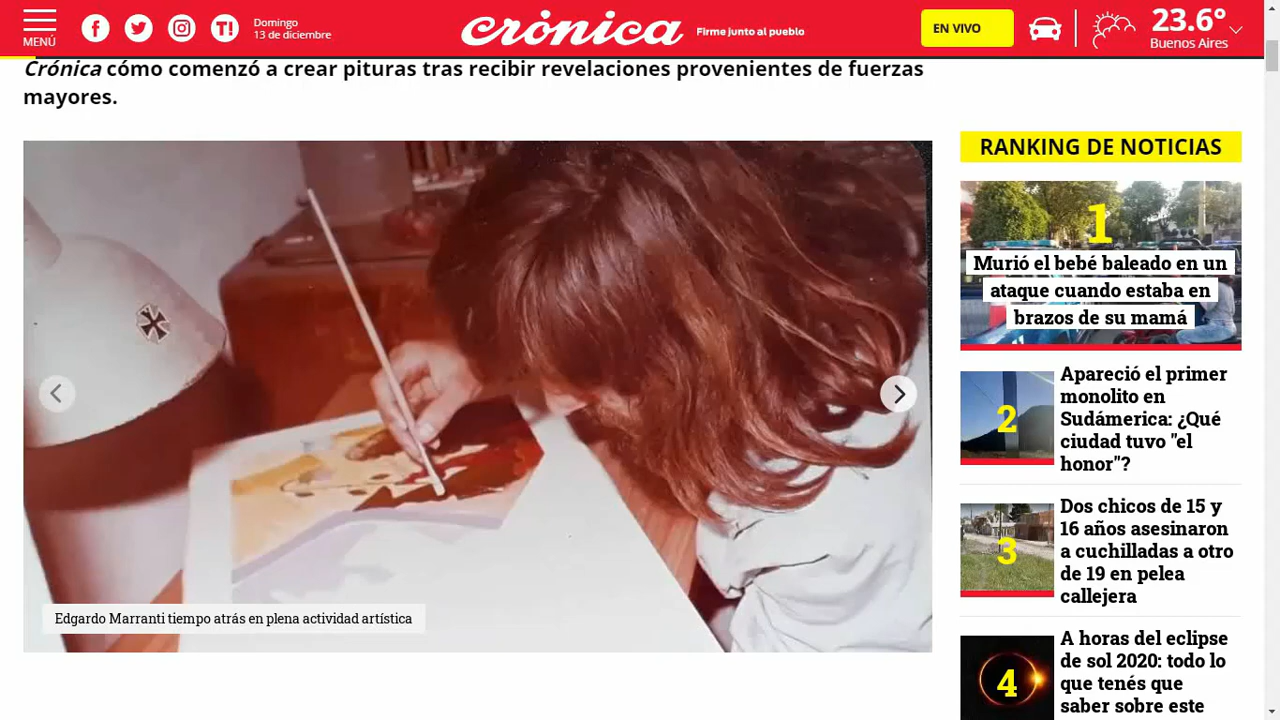 MENÚ
Domingo
13 de diciembre
crónica
Firme junto al pueblo
EN VIVO
23.6°
Buenos Aires
Crónica cómo comenzó a crear pituras tras recibir revelaciones provenientes de fuerzas
mayores.
Edgardo Marranti tiempo atrás en plena actividad artística
RANKING DE NOTICIAS
1
Murió el bebé baleado en un
ataque cuando estaba en
brazos de su mamá
2
Apareció el primer
monolito en
Sudámerica: ¿Qué
ciudad tuvo "el
honor"?
3
Dos chicos de 15 y
16 años asesinaron
a cuchilladas a otro
de 19 en pelea
callejera
4
A horas del eclipse
de sol 2020: todo lo
que tenés que
saber sobre este